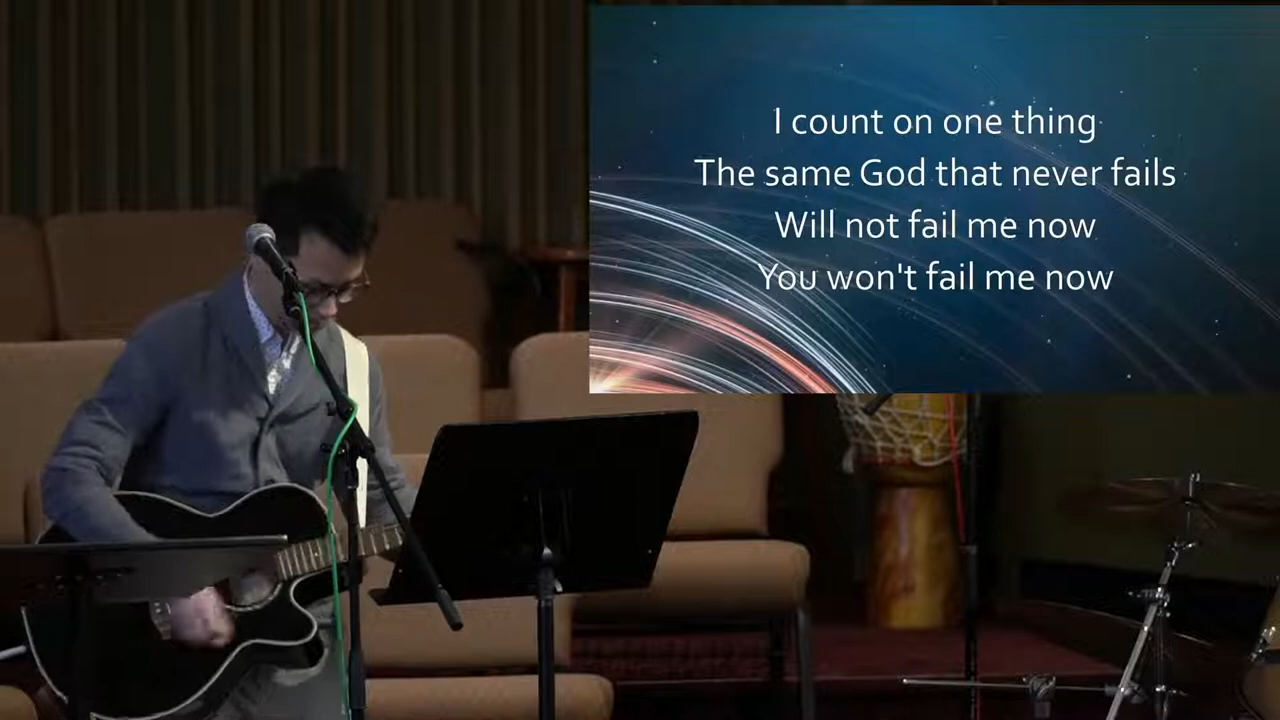 I count on one thing
The same God that never fails
Will not fail me now
You won't fail me now